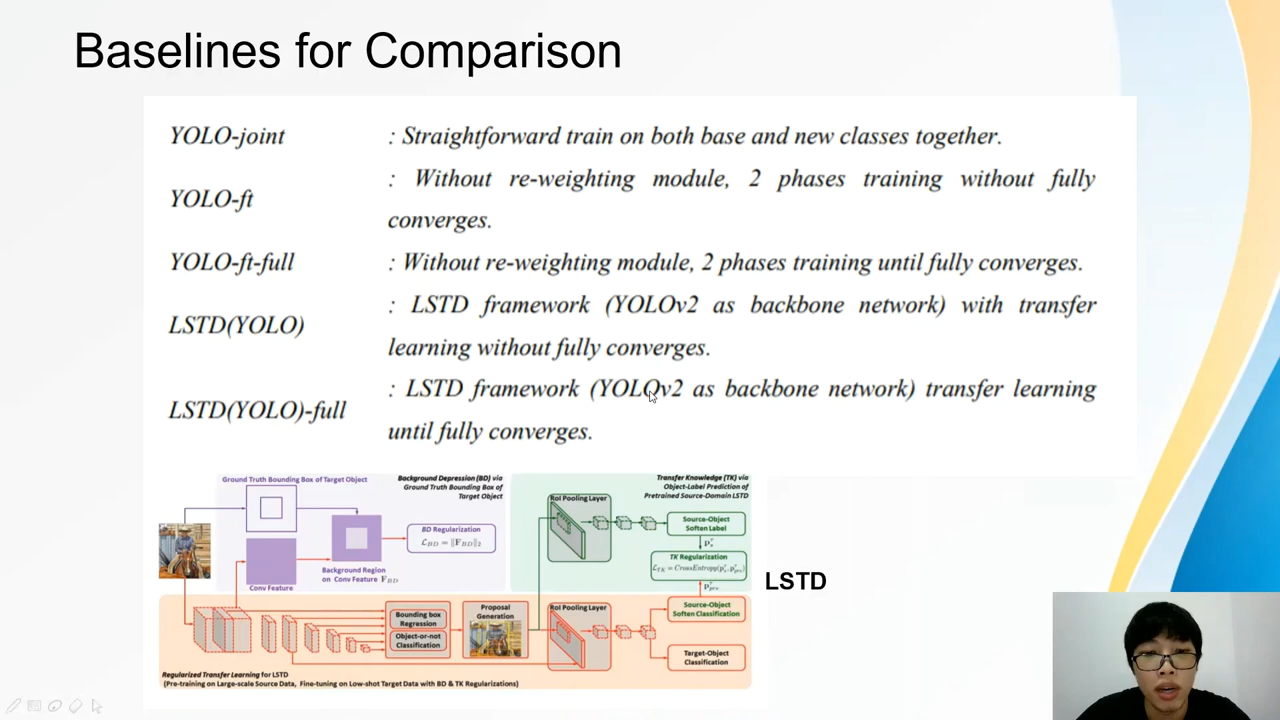 Baselines for Comparison
YOLO-joint : Straightforward train on both base and new classes together.
YOLO-ft : Without re-weighting module, 2 phases training without fully
converges.
YOLO-ft-full : Without re-weighting module, 2 phases training until fully converges.
LSTD(YOLO) : LSTD framework (YOLOv2 as backbone network) with transfer
learning without fully converges.
LSTD(YOLO)-full : LSTD framework (YOLOv2 as backbone network) transfer learning
until fully converges.
Ground Truth Bounding Box of Target Object
Background Depression (BD) via
Ground Truth Bounding Box of
Target Object
BD Regularization
L_BD = ||F_BD||_2
Background Region
on Conv Feature F_BD
Conv Feature
Transfer Knowledge (TK) via
Object-Label Prediction of
Pretrained Source-Domain LSTD
RoI Pooling Layer
Source-Object
Soften Label
TK Regularization
Source-Object
Soften Classification
Bounding box
Regression
Object-or-not
Classification
Proposal
Generation
RoI Pooling Layer
Target-Object
Classification
Regularized Transfer Learning for LSTD
(Pre-training on Large-scale Source Data, Fine-tuning on Low-shot Target Data with BD & TK Regularizations)
LSTD